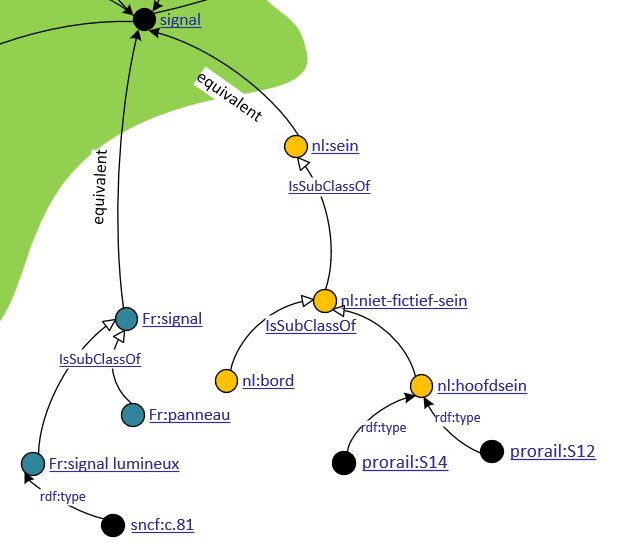 signal
equivalent
nl:sein
equivalent
IsSubClassOf
nl:niet-fictief-sein
Fr:signal
IsSubClassOf
IsSubClassOf
nl:bord
nl:hoofdsein
Fr:panneau
rdf:type
rdf:type
prorail:S12
Fr:signal lumineux
prorail:S14
rdf:type
sncf:c.81